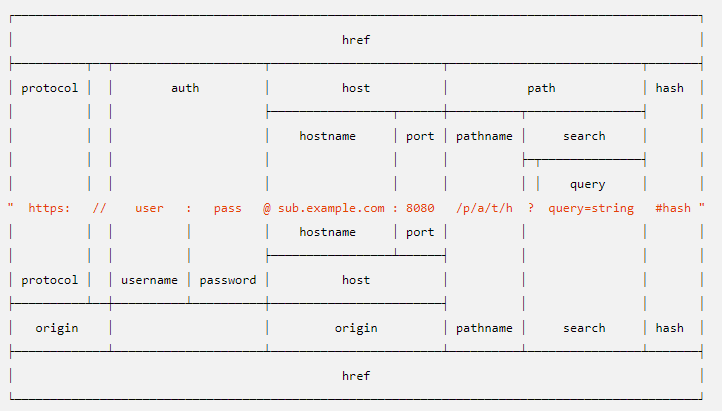 href
protocol auth host path hash
hostname port pathname search
query
" https: // user : pass @ sub.example.com : 8080 /p/a/t/h ? query=string #hash "
hostname port
protocol username password host
origin origin pathname search hash
href